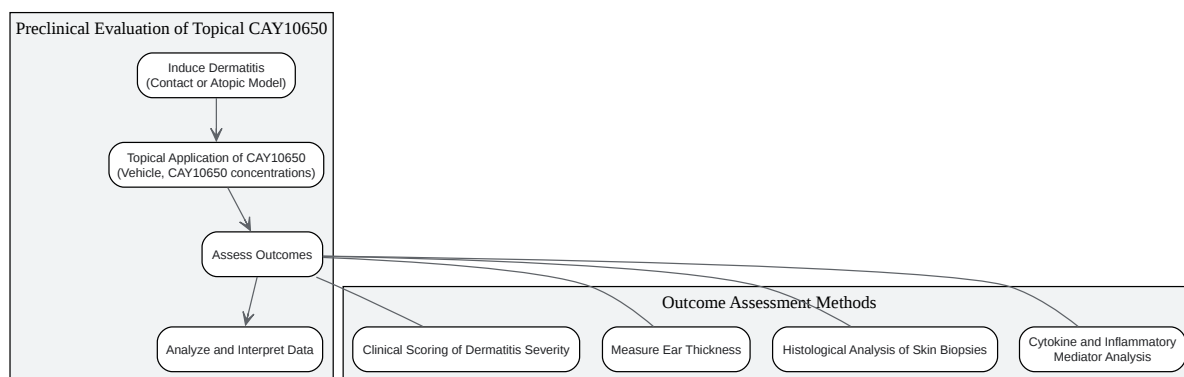 Preclinical Evaluation of Topical CAY10650
Induce Dermatitis
(Contact or Atopic Model)
Topical Application of CAY10650
(Vehicle, CAY10650 concentrations)
Assess Outcomes
Analyze and Interpret Data
Outcome Assessment Methods
Clinical Scoring of Dermatitis Severity
Measure Ear Thickness
Histological Analysis of Skin Biopsies
Cytokine and Inflammatory
Mediator Analysis